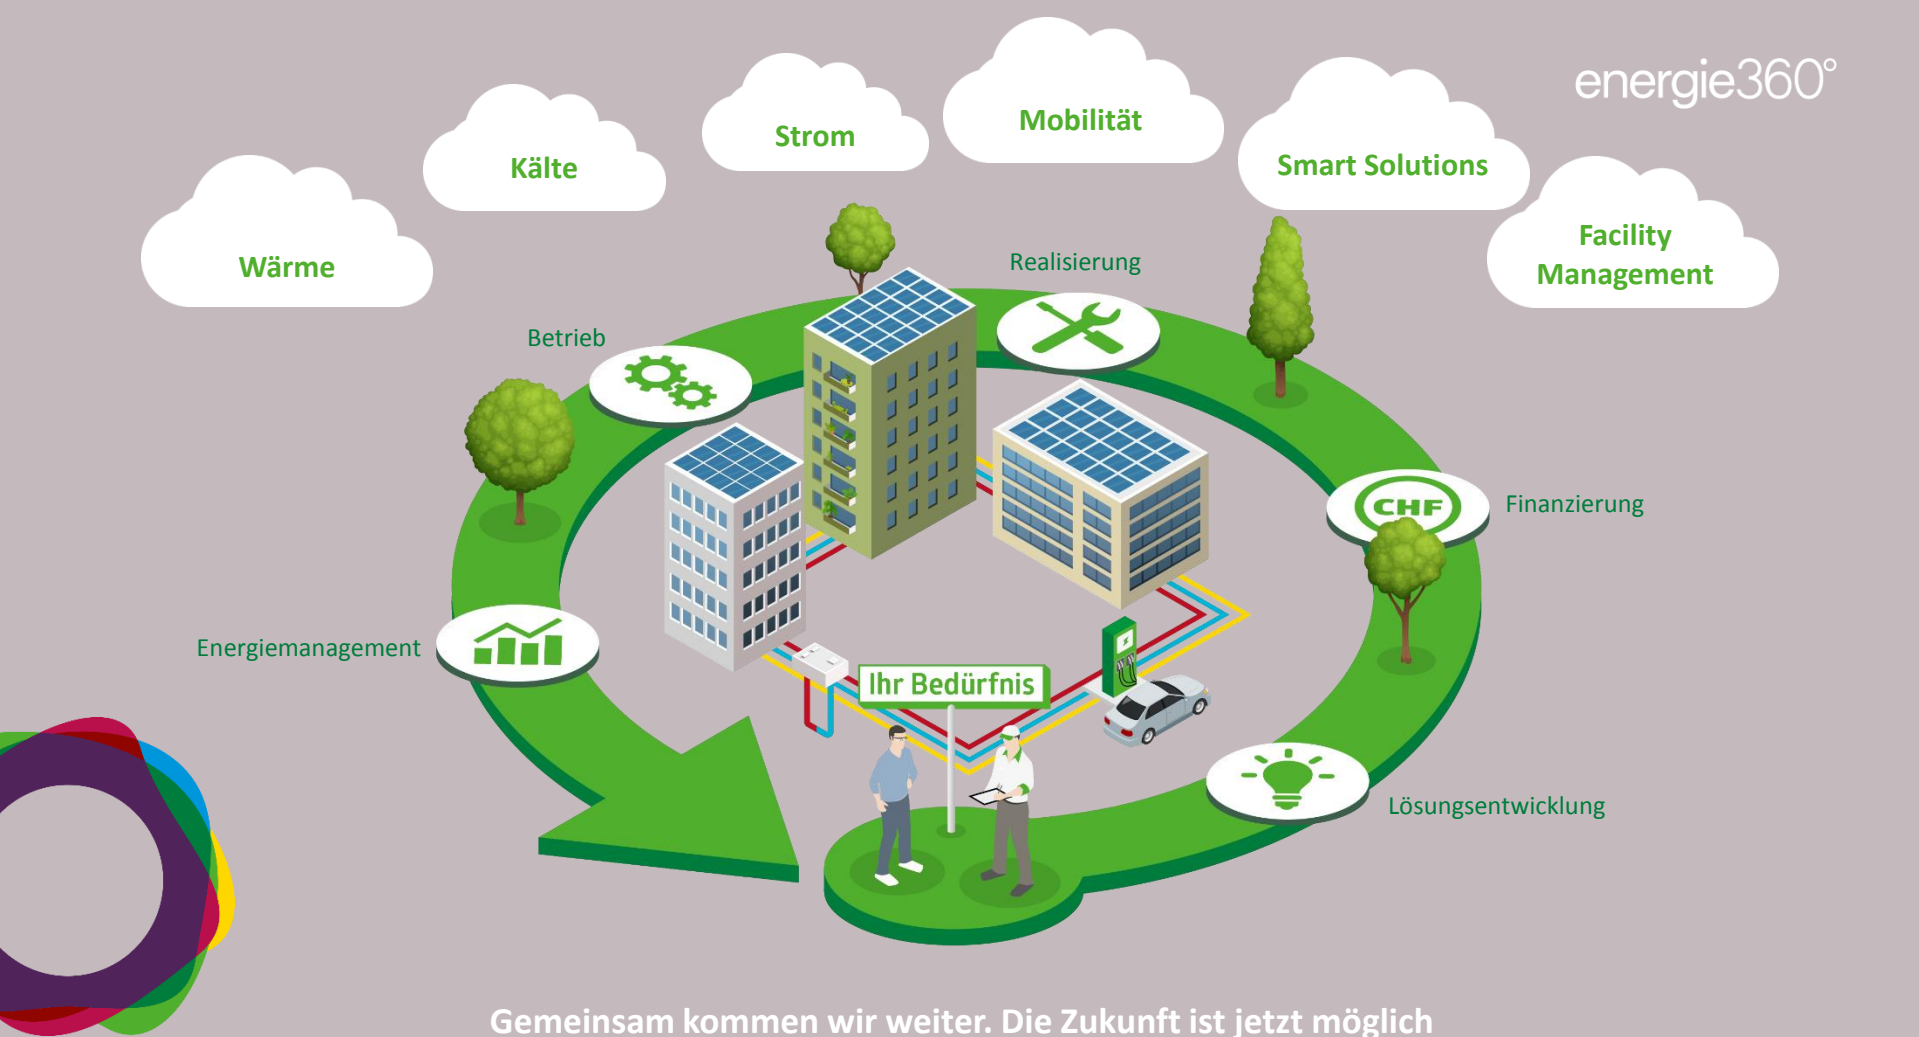 energie360°
Wärme
Kälte
Strom
Mobilität
Smart Solutions
Facility
Management
Realisierung
Betrieb
CHF
Finanzierung
Energiemanagement
Ihr Bedürfnis
Lösungsentwicklung
Gemeinsam kommen wir weiter. Die Zukunft ist jetzt möglich